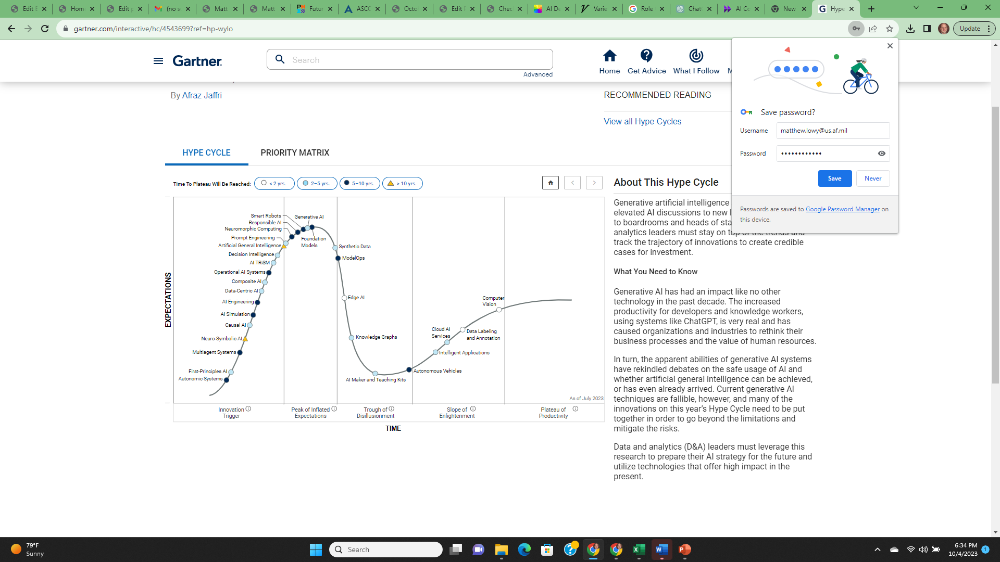 Edit E
Hom
Edit p
(no s
Matt
Matt
Futur
ASCC
Octo
Edit F
Chec
AI De
Varie
Role
Chat
AI Co
New
Hype
gartner.com/interactive/hc/4543699?ref=hp-wylo
Update
Gartner
Search
Advanced
Home
Get Advice
What I Follow
M
By Afraz Jaffri
RECOMMENDED READING
View all Hype Cycles
Save password?
Username
matthew.lowy@us.af.mil
Password
••••••••••••
Save
Never
Passwords are saved to Google Password Manager on
this device.
HYPE CYCLE
PRIORITY MATRIX
Time To Plateau Will Be Reached:
< 2 yrs.
2–5 yrs.
5–10 yrs.
> 10 yrs.
EXPECTATIONS
Smart Robots
Generative AI
Responsible AI
Neuromorphic Computing
Prompt Engineering
Foundation
Models
Artificial General Intelligence
Synthetic Data
Decision Intelligence
ModelOps
AI TRiSM
Operational AI Systems
Composite AI
Data-Centric AI
Edge AI
AI Engineering
Computer
Vision
AI Simulation
Causal AI
Cloud AI
Services
Data Labeling
and Annotation
Neuro-Symbolic AI
Knowledge Graphs
Multiagent Systems
Intelligent Applications
First-Principles AI
Autonomous Vehicles
Autonomic Systems
AI Maker and Teaching Kits
As of July 2023
Innovation
Trigger
Peak of Inflated
Expectations
Trough of
Disillusionment
Slope of
Enlightenment
Plateau of
Productivity
TIME
About This Hype Cycle
Generative artificial intelligence
elevated AI discussions to new
to boardrooms and heads of sta
analytics leaders must stay on top of the trends and
track the trajectory of innovations to create credible
cases for investment.
What You Need to Know
Generative AI has had an impact like no other
technology in the past decade. The increased
productivity for developers and knowledge workers,
using systems like ChatGPT, is very real and has
caused organizations and industries to rethink their
business processes and the value of human resources.
In turn, the apparent abilities of generative AI systems
have rekindled debates on the safe usage of AI and
whether artificial general intelligence can be achieved,
or has even already arrived. Current generative AI
techniques are fallible, however, and many of the
innovations on this year’s Hype Cycle need to be put
together in order to go beyond the limitations and
mitigate the risks.
Data and analytics (D&A) leaders must leverage this
research to prepare their AI strategy for the future and
utilize technologies that offer high impact in the
present.
79°F
Sunny
Search
6:34 PM
10/4/2023
1